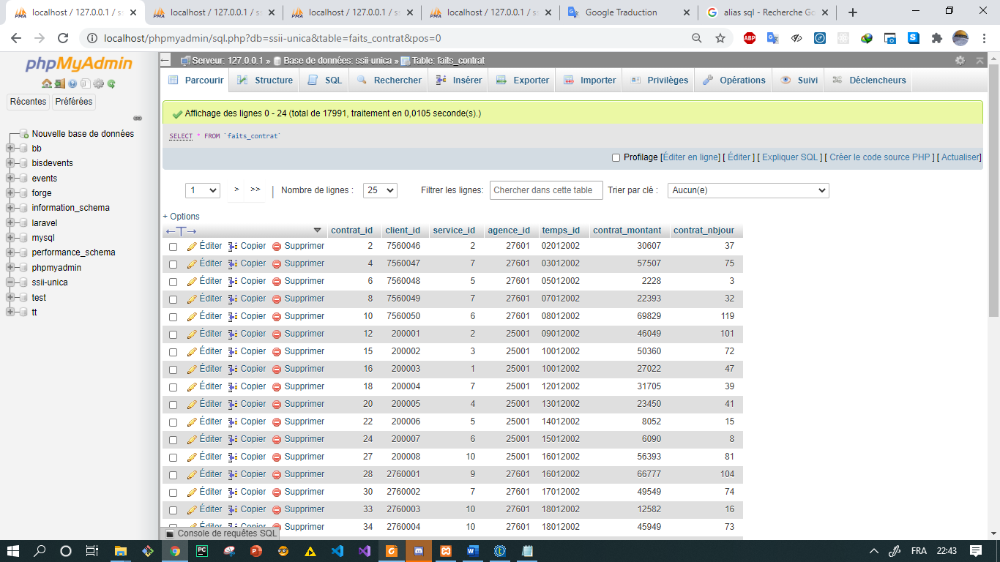 localhost / 127.0.0.1 / ss
localhost / 127.0.0.1 / ss
localhost / 127.0.0.1 / ss
localhost / 127.0.0.1 / ss
Google Traduction
alias sql - Recherche Go
localhost/phpmyadmin/sql.php?db=ssii-unica&table=faits_contrat&pos=0
phpMyAdmin
Récentes Préférées
Nouvelle base de données
bb
bisdevents
events
forge
information_schema
laravel
mysql
performance_schema
phpmyadmin
ssii-unica
test
tt
Serveur: 127.0.0.1 » Base de données: ssii-unica » Table: faits_contrat
Parcourir Structure SQL Rechercher Insérer Exporter Importer Privilèges Opérations Suivi Déclencheurs
Affichage des lignes 0 - 24 (total de 17991, traitement en 0,0105 seconde(s).)
SELECT * FROM `faits_contrat`
Profilage [Éditer en ligne] [ Éditer ] [ Expliquer SQL ] [ Créer le code source PHP ] [ Actualiser]
1 > >> | Nombre de lignes : 25 Filtrer les lignes: Chercher dans cette table Trier par clé : Aucun(e)
+ Options
←T→ contrat_id client_id service_id agence_id temps_id contrat_montant contrat_nbjour
Éditer Copier Supprimer 2 7560046 2 27601 02012002 30607 37
Éditer Copier Supprimer 4 7560047 7 27601 03012002 57507 75
Éditer Copier Supprimer 6 7560048 5 27601 05012002 2228 3
Éditer Copier Supprimer 8 7560049 7 27601 07012002 22393 32
Éditer Copier Supprimer 10 7560050 6 27601 08012002 69829 119
Éditer Copier Supprimer 12 200001 2 25001 09012002 46049 101
Éditer Copier Supprimer 15 200002 3 25001 10012002 50360 72
Éditer Copier Supprimer 16 200003 1 25001 10012002 27022 47
Éditer Copier Supprimer 18 200004 7 25001 12012002 31705 39
Éditer Copier Supprimer 20 200005 4 25001 13012002 23450 41
Éditer Copier Supprimer 22 200006 5 25001 14012002 8052 15
Éditer Copier Supprimer 24 200007 6 25001 15012002 6090 8
Éditer Copier Supprimer 27 200008 10 25001 16012002 56393 81
Éditer Copier Supprimer 28 2760001 9 27601 16012002 66777 104
Éditer Copier Supprimer 30 2760002 7 27601 17012002 49549 74
Éditer Copier Supprimer 33 2760003 10 27601 18012002 12582 16
Éditer Copier Supprimer 34 2760004 10 27601 18012002 45949 73
Console de requêtes SQL
FRA 22:43